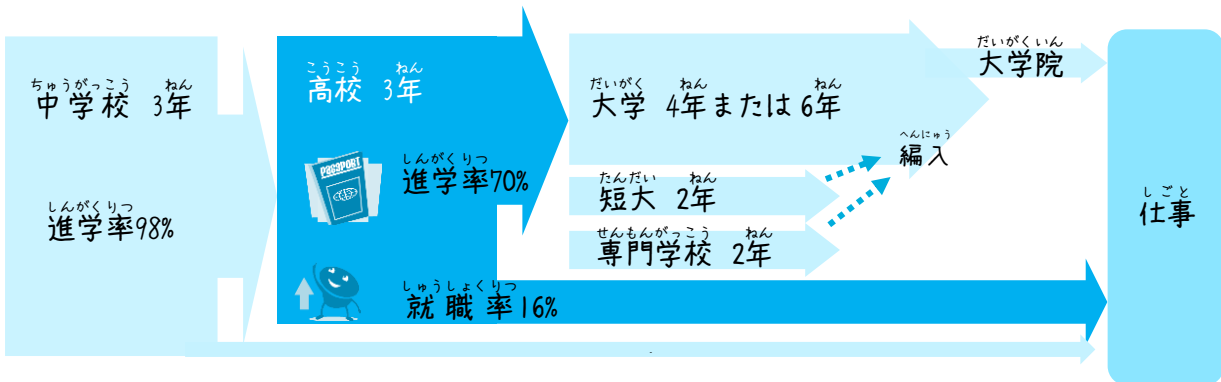 ちゅうがっこう ねん
中学校 3年
しんがくりつ
進学率98%
こうこう ねん
高校 3年
PASSPORT
しんがくりつ
進学率70%
しゅうしょくりつ
就職率16%
だいがく ねん ねん
大学 4年または6年
たんだい ねん
短大 2年
せんもんがっこう ねん
専門学校 2年
へんにゅう
編入
だいがくいん
大学院
しごと
仕事